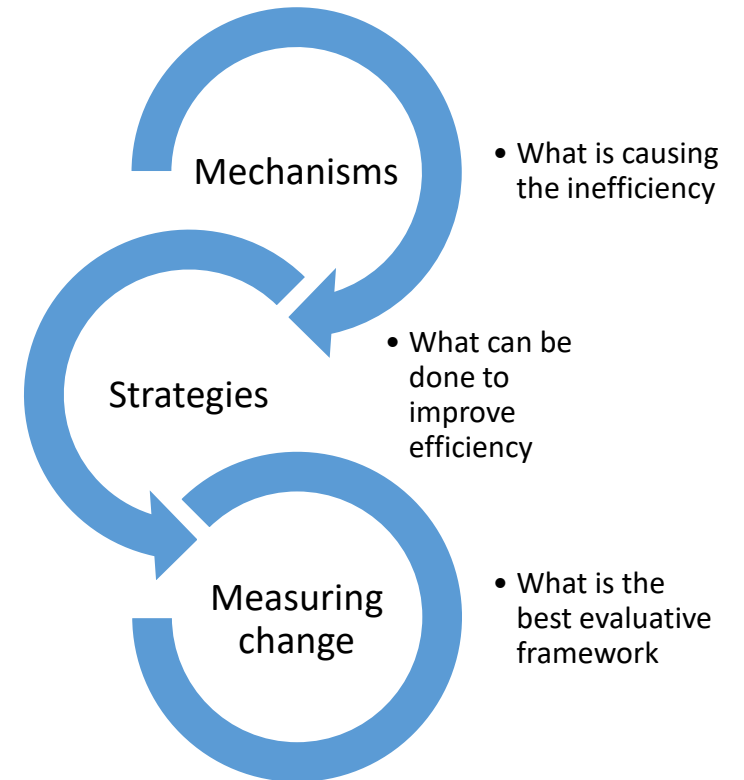 Mechanisms
• What is causing
the inefficiency
Strategies
• What can be
done to
improve
efficiency
Measuring
change
• What is the
best evaluative
framework